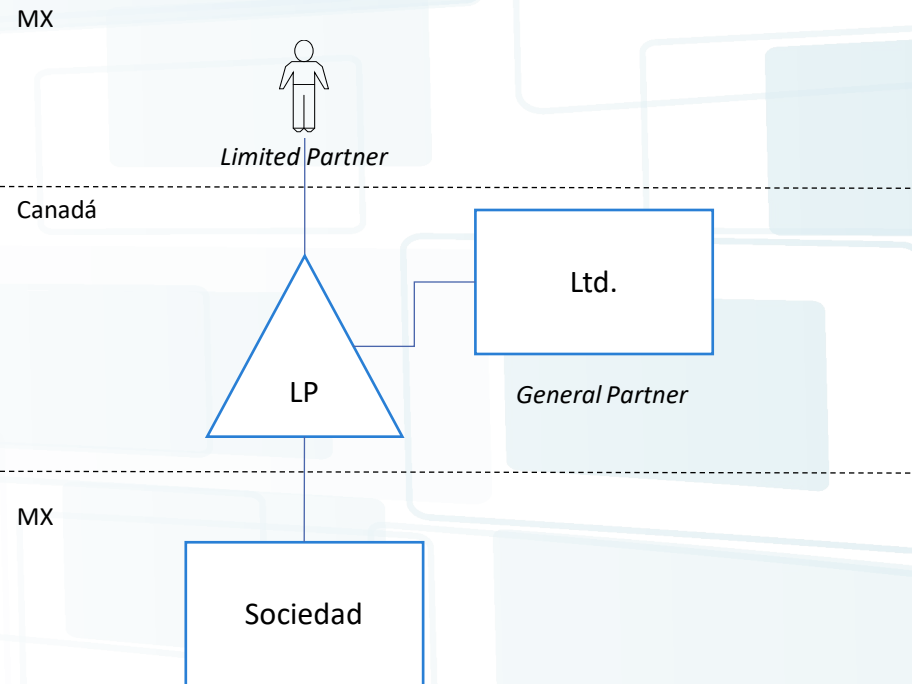 MX
Limited Partner
Canadá
Ltd.
LP
General Partner
MX
Sociedad